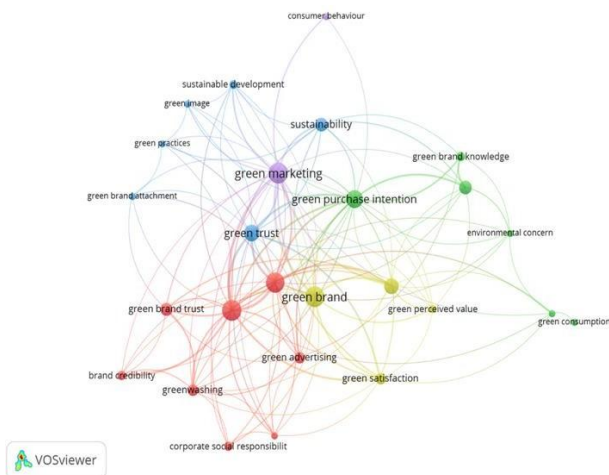 consumer behaviour
sustainable development
green image
sustainability
green practices
green brand knowledge
green marketing
green brand attachment
green purchase intention
green trust
environmental concern
green brand
green brand trust
green perceived value
green consumption
green advertising
brand credibility
green satisfaction
greenwashing
corporate social responsibilit
VOSviewer